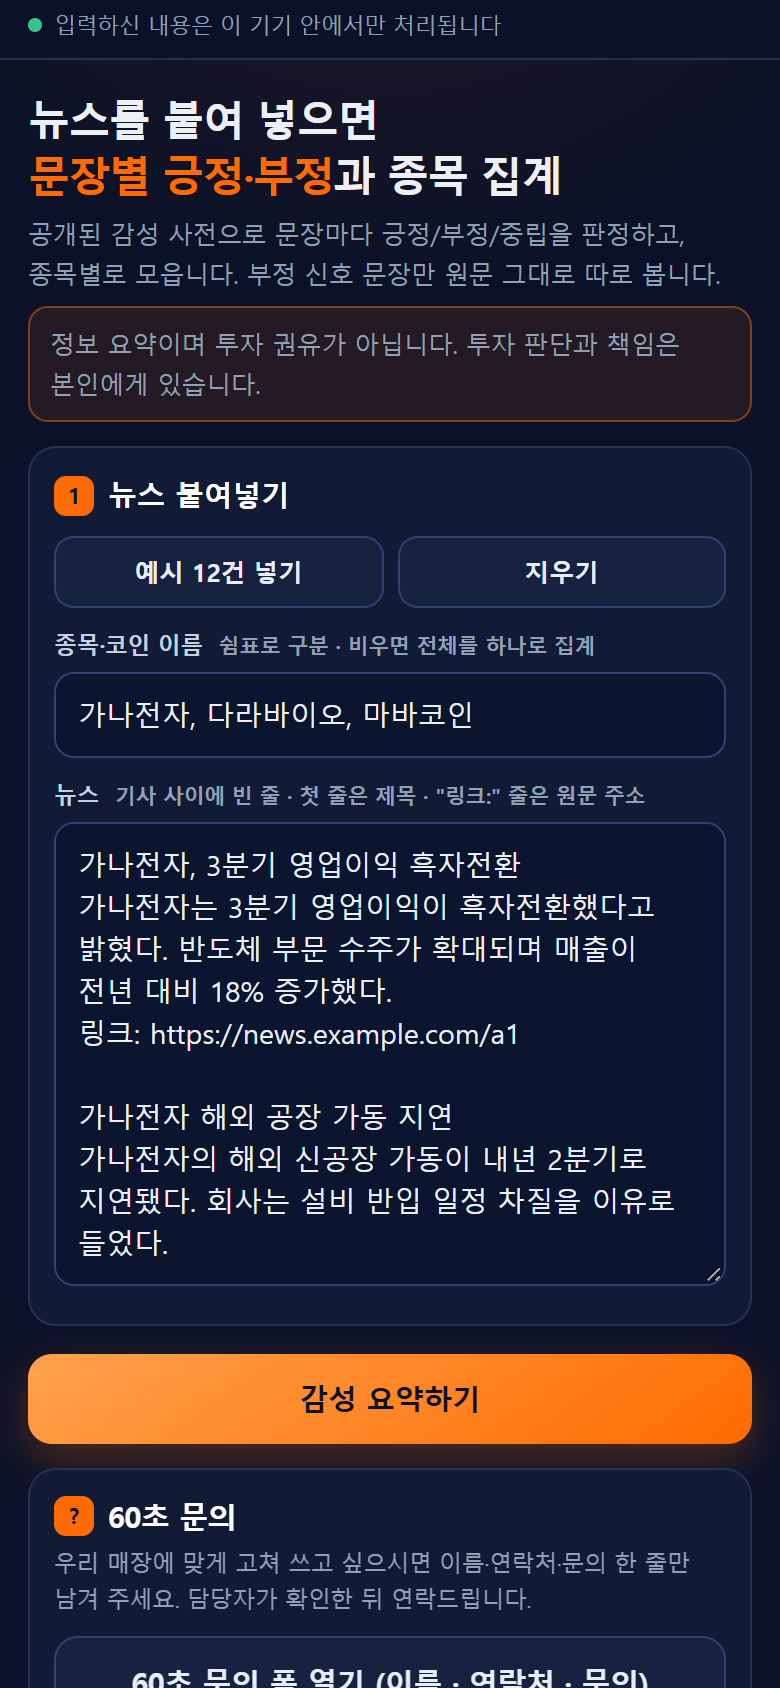 입력하신 내용은 이 기기 안에서만 처리됩니다
뉴스를 붙여 넣으면
문장별 긍정·부정과 종목 집계
공개된 감성 사전으로 문장마다 긍정/부정/중립을 판정하고,
종목별로 모읍니다. 부정 신호 문장만 원문 그대로 따로 봅니다.
정보 요약이며 투자 권유가 아닙니다. 투자 판단과 책임은
본인에게 있습니다.
1 뉴스 붙여넣기
예시 12건 넣기 지우기
종목·코인 이름 쉼표로 구분 · 비우면 전체를 하나로 집계
가나전자, 다라바이오, 마바코인
뉴스 기사 사이에 빈 줄 · 첫 줄은 제목 · "링크:" 줄은 원문 주소
가나전자, 3분기 영업이익 흑자전환
가나전자는 3분기 영업이익이 흑자전환했다고
밝혔다. 반도체 부문 수주가 확대되며 매출이
전년 대비 18% 증가했다.
링크: https://news.example.com/a1
가나전자 해외 공장 가동 지연
가나전자의 해외 신공장 가동이 내년 2분기로
지연됐다. 회사는 설비 반입 일정 차질을 이유로
들었다.
감성 요약하기
? 60초 문의
우리 매장에 맞게 고쳐 쓰고 싶으시면 이름·연락처·문의 한 줄만
남겨 주세요. 담당자가 확인한 뒤 연락드립니다.
60초 문의 폼 열기 (이름 · 연락처 · 문의)